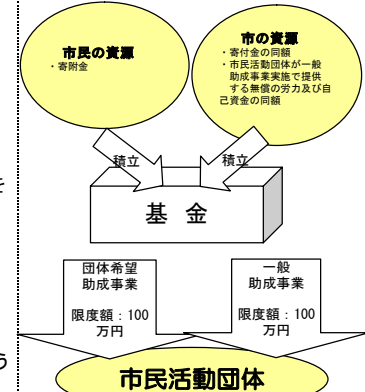 市民の資源
・寄附金
市の資源
・寄付金の同額
・市民活動団体が一般
助成事業実施で提供
する無償の労力及び自
己資金の同額
積立
積立
を
基 金
団体希望
助成事業
限度額：100
万円
一般
助成事業
限度額：100
万円
う
市民活動団体